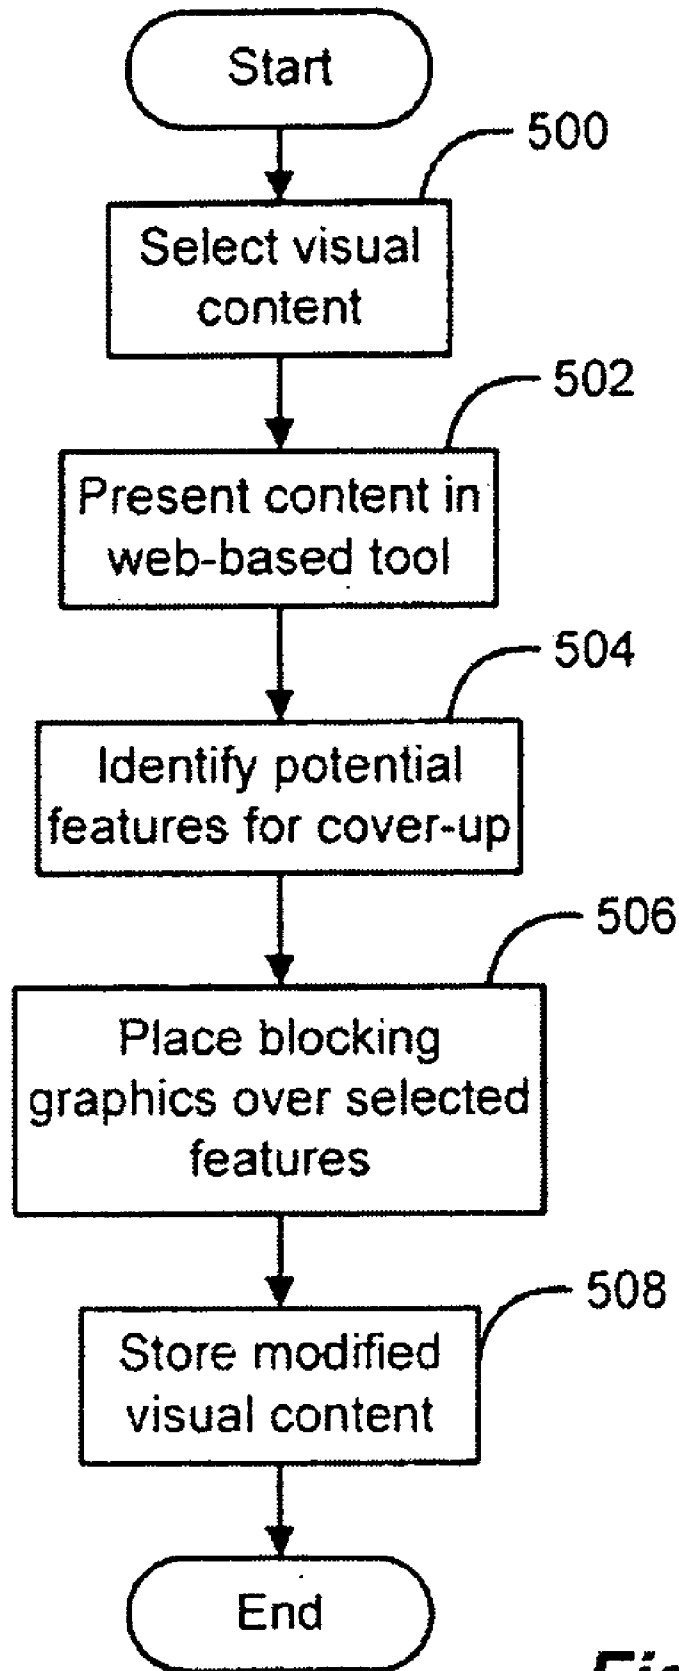 Start
500
Select visual
content
502
Present content in
web-based tool
504
Identify potential
features for cover-up
506
Place blocking
graphics over selected
features
508
Store modified
visual content
End